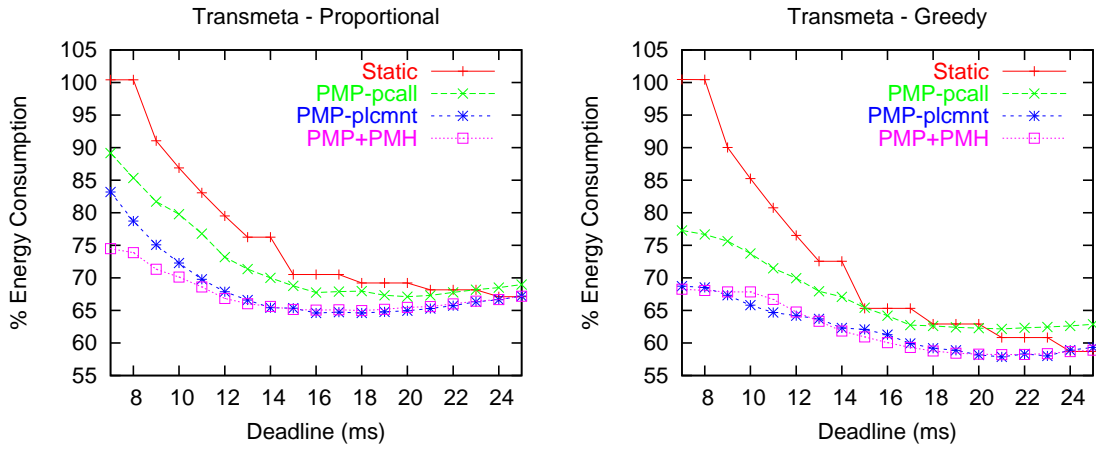 Transmeta - Proportional
105
100
95
90
85
80
75
70
65
60
55
% Energy Consumption
Static
PMP-pcall
PMP-plcmnt
PMP+PMH
8 10 12 14 16 18 20 22 24
Deadline (ms)
Transmeta - Greedy
105
100
95
90
85
80
75
70
65
60
55
% Energy Consumption
Static
PMP-pcall
PMP-plcmnt
PMP+PMH
8 10 12 14 16 18 20 22 24
Deadline (ms)